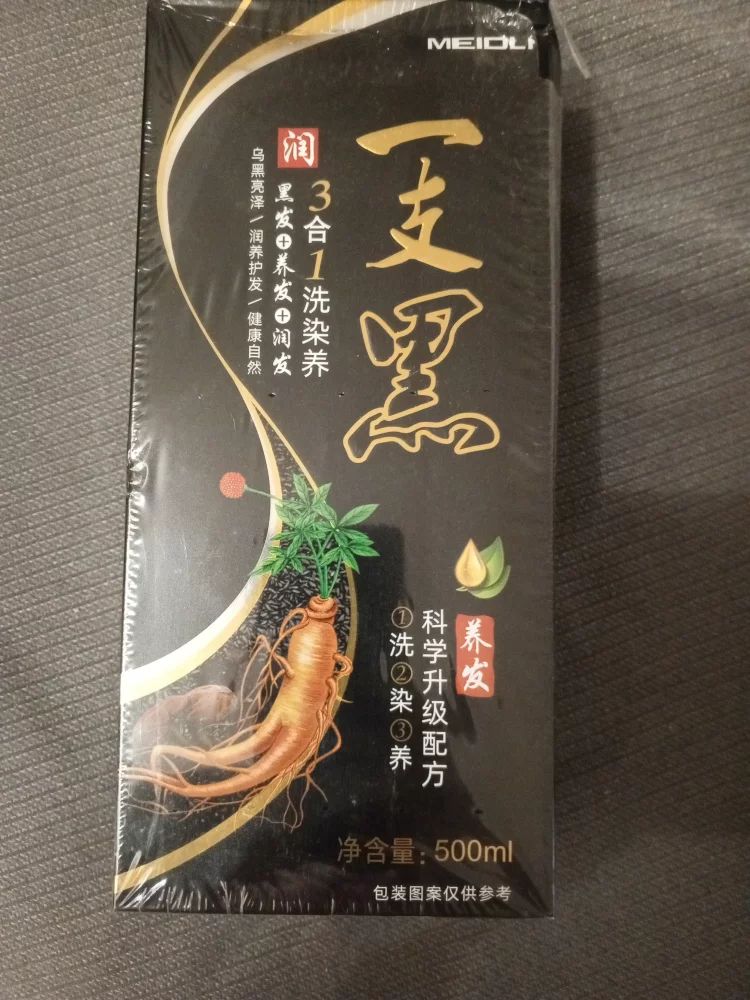 MEIDLI
一支黑
润
3合1洗染养
黑发+养发+润发
乌黑亮泽/润养护发/健康自然
养发
科学升级配方
①洗②染③养
净含量:500ml
包装图案仅供参考